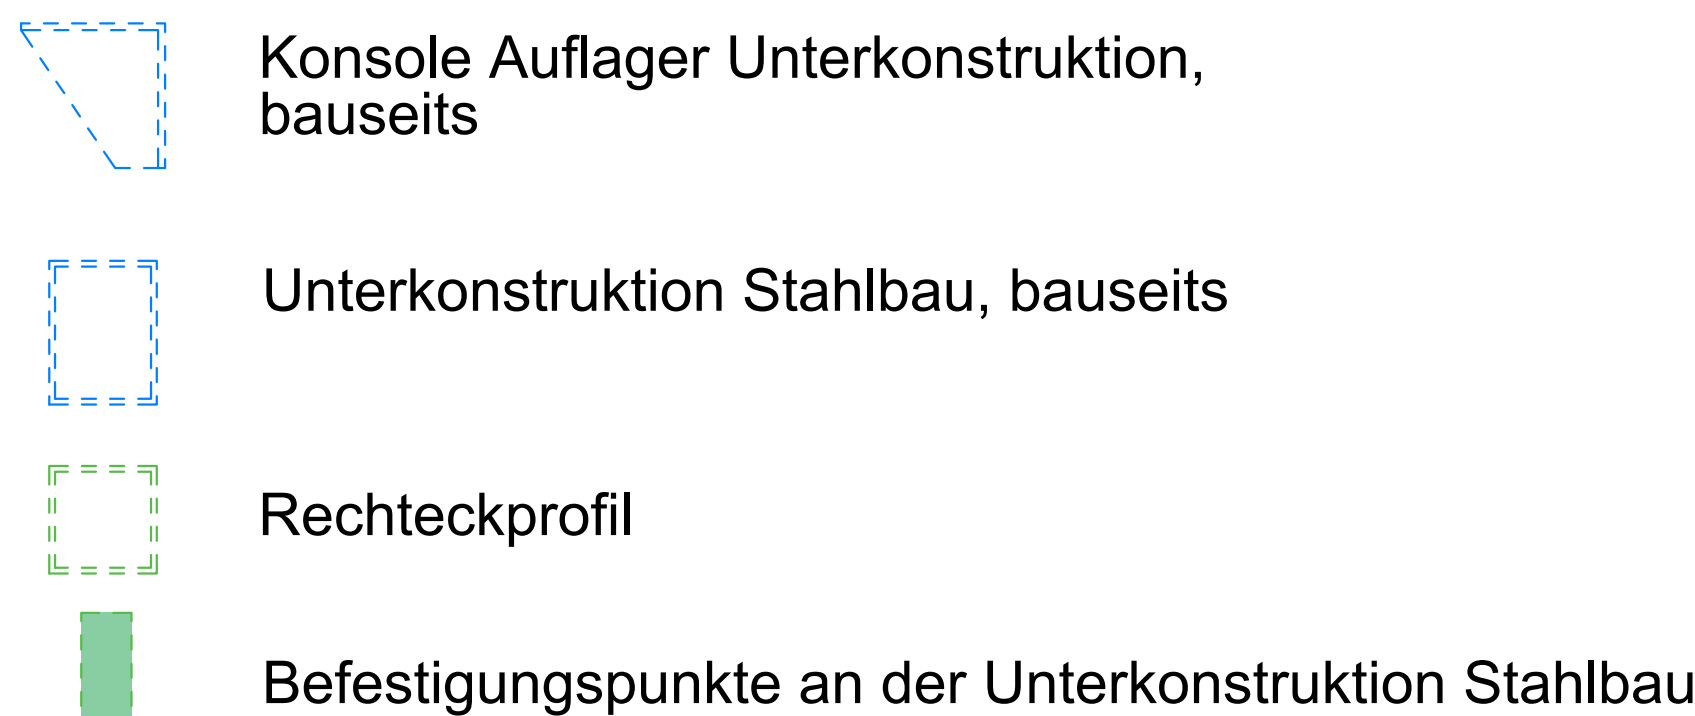 Konsole Auflager Unterkonstruktion,
bauseits
Unterkonstruktion Stahlbau, bauseits
Rechteckprofil
Befestigungspunkte an der Unterkonstruktion Stahlbau